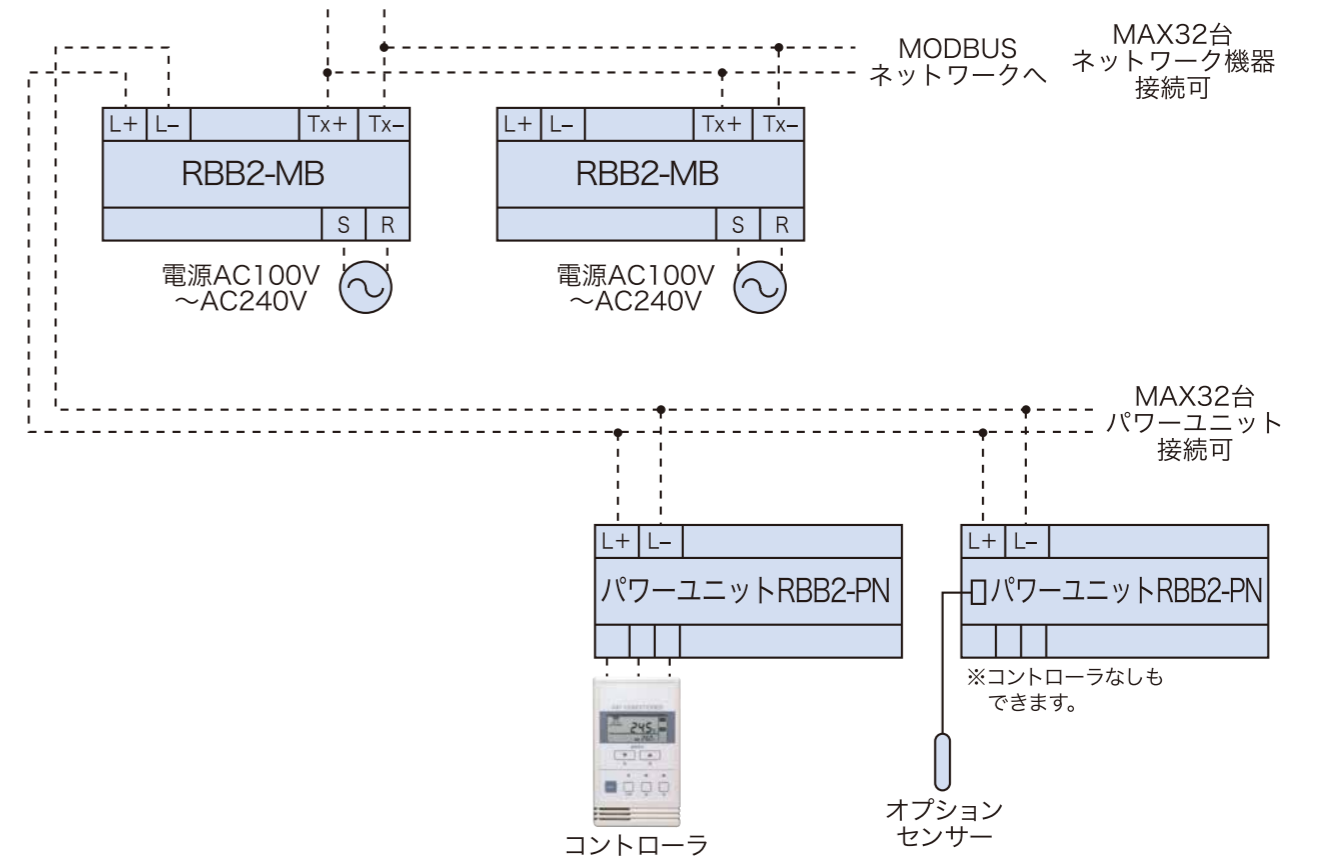 MODBUS
ネットワークへ
MAX32台
ネットワーク機器
接続可
L+ L− Tx+ Tx−
RBB2-MB
S R
電源AC100V
〜AC240V
L+ L− Tx+ Tx−
RBB2-MB
S R
電源AC100V
〜AC240V
MAX32台
パワーユニット
接続可
L+ L−
パワーユニットRBB2-PN
L+ L−
パワーユニットRBB2-PN
※コントローラなしも
できます。
24.5
コントローラ
オプション
センサー